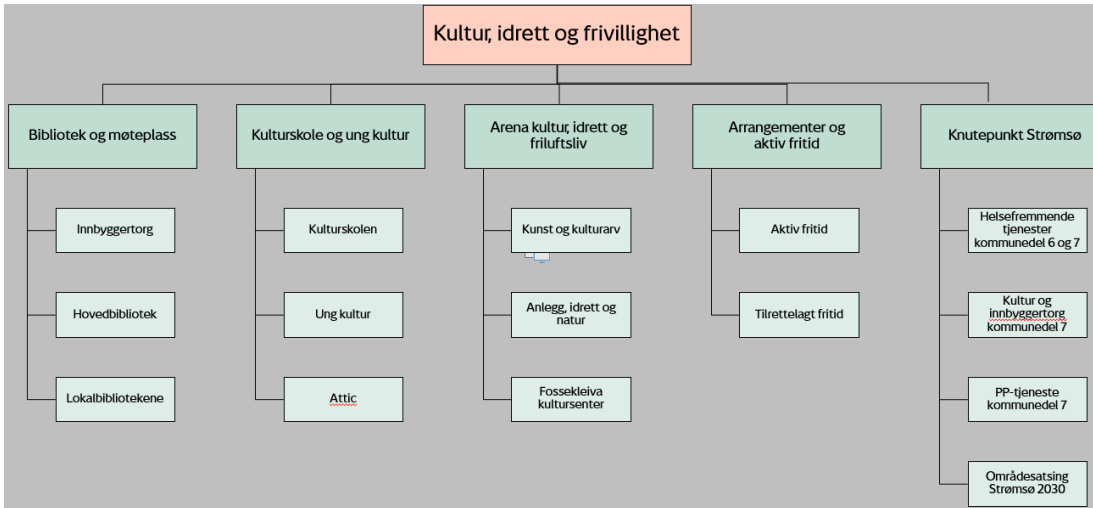 Kultur, idrett og frivillighet
Bibliotek og møteplass
Kulturskole og ung kultur
Arena kultur, idrett og
friluftsliv
Arrangementer og
aktiv fritid
Knutepunkt Strømsø
Innbyggertorg
Kulturskolen
Kunst og kulturarv
Aktiv fritid
Helsefremmende
tjenester
kommunedel 6 og 7
Hovedbibliotek
Ung kultur
Anlegg, idrett og
natur
Tilrettelagt fritid
Kultur og
innbyggertorg
kommunedel 7
Lokalbibliotekene
Attic
Fossekleiva
kultursenter
PP-tjeneste
kommunedel 7
Områdesatsing
Strømsø 2030